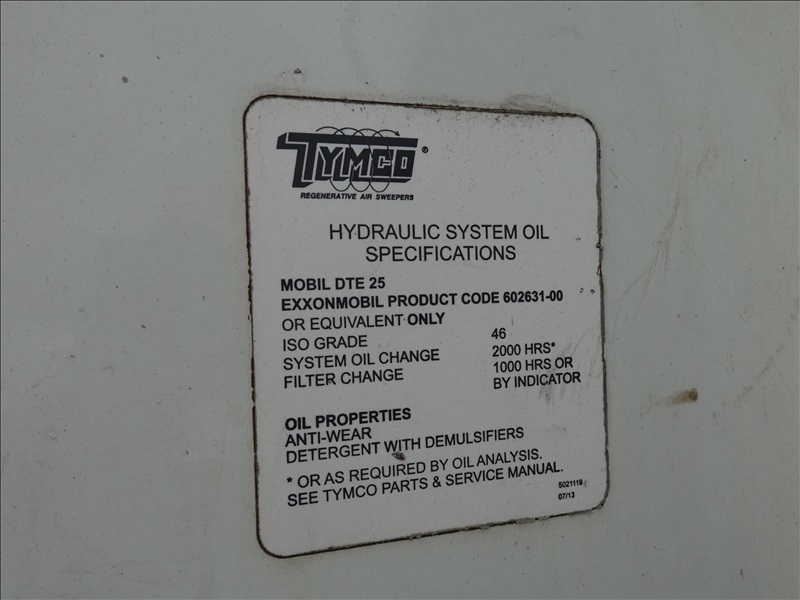 TYMCO®
REGENERATIVE AIR SWEEPERS
HYDRAULIC SYSTEM OIL
SPECIFICATIONS
MOBIL DTE 25
EXXONMOBIL PRODUCT CODE 602631-00
OR EQUIVALENT ONLY
ISO GRADE 46
SYSTEM OIL CHANGE 2000 HRS*
FILTER CHANGE 1000 HRS OR
BY INDICATOR
OIL PROPERTIES
ANTI-WEAR
DETERGENT WITH DEMULSIFIERS
* OR AS REQUIRED BY OIL ANALYSIS.
SEE TYMCO PARTS & SERVICE MANUAL.
5021119
07/13